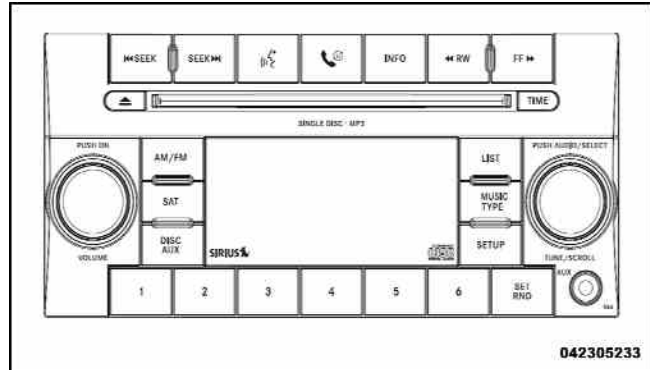 SEEK
SEEK
INFO
RW
FF
TIME
SINGLE DISC - MP3
PUSH ON
VOLUME
AM/FM
SAT
DISC
AUX
SIRIUS
LIST
MUSIC
TYPE
SETUP
PUSH AUDIO/SELECT
TUNE/SCROLL
AUX
1
2
3
4
5
6
SET
RND
042305233